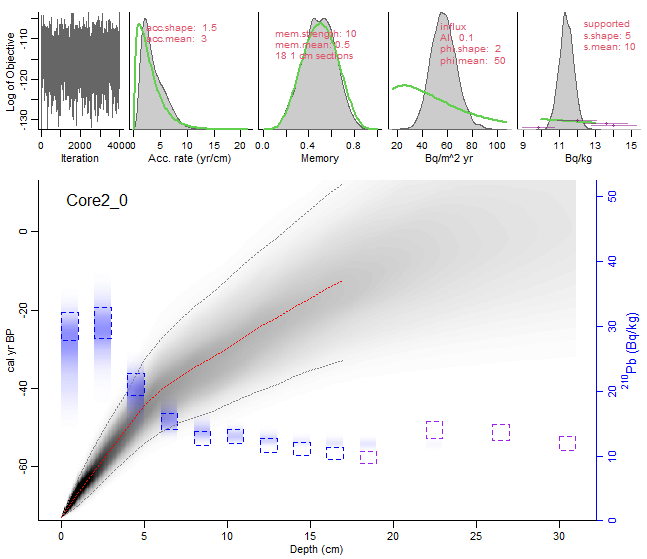 Log of Objective
-130
-120
-110
0
2000
4000
Iteration
acc.shape: 1.5
acc.mean: 3
0
5
10
15
20
Acc. rate (yr/cm)
mem.strength: 10
mem.mean: 0.5
18 1 cm sections
0.0
0.4
0.8
Memory
influx
Al: 0.1
phi.shape: 2
phi.mean: 50
20
40
60
80
100
Bq/m^2 yr
supported
s.shape: 5
s.mean: 10
9
11
13
15
Bq/kg
Core2_0
cal yr BP
0
-20
-40
-60
0
5
10
15
20
25
30
Depth (cm)
50
40
30
20
10
0
210Pb (Bq/kg)